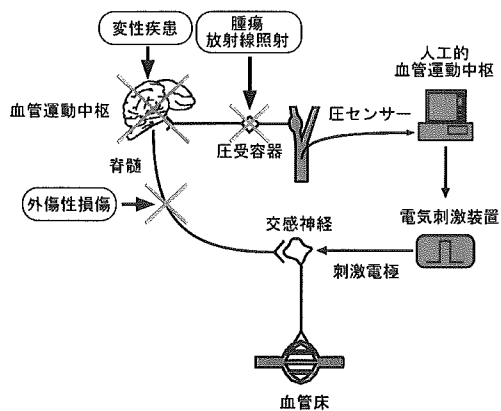 変性疾患
腫瘍
放射線照射
人工的
血管運動中枢
血管運動中枢
圧センサー
圧受容器
脊髄
外傷性損傷
交感神経
電気刺激装置
刺激電極
血管床